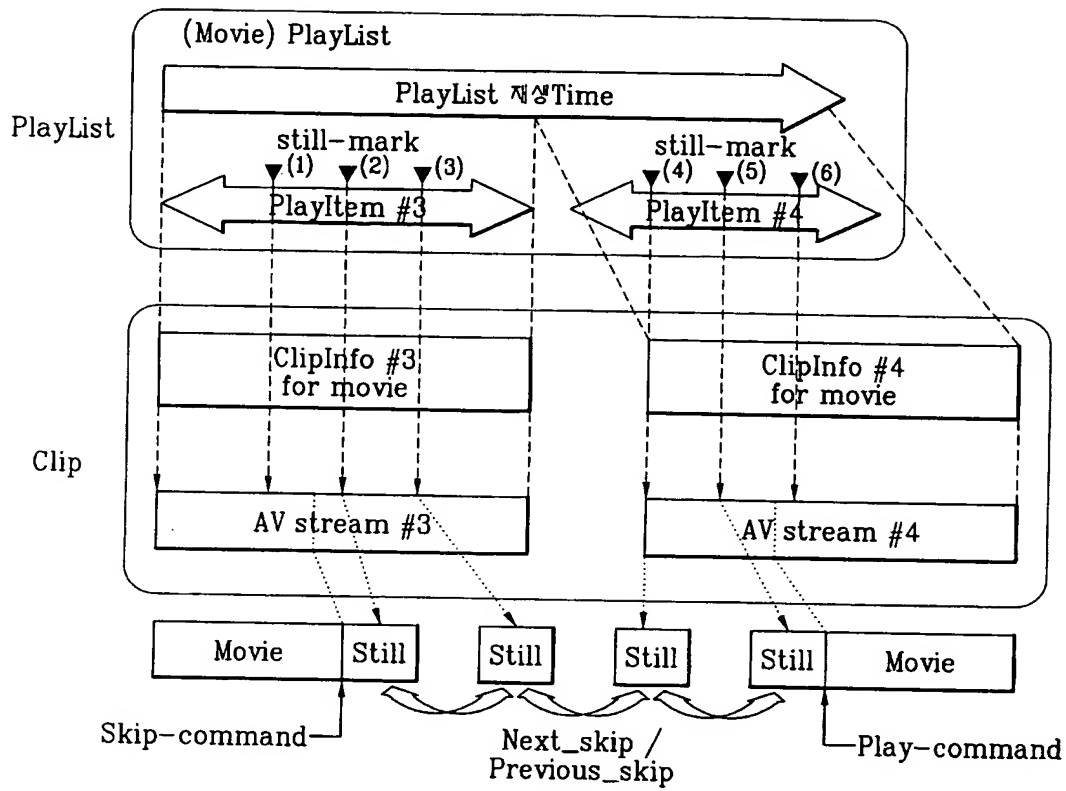 (Movie) PlayList
PlayList 재생Time
PlayList
still-mark
(1) (2) (3)
still-mark
(4) (5) (6)
PlayItem #3
PlayItem #4
ClipInfo #3
for movie
ClipInfo #4
for movie
Clip
AV stream #3
AV stream #4
Movie
Still
Still
Still
Still
Movie
Skip-command
Next_skip /
Previous_skip
Play-command